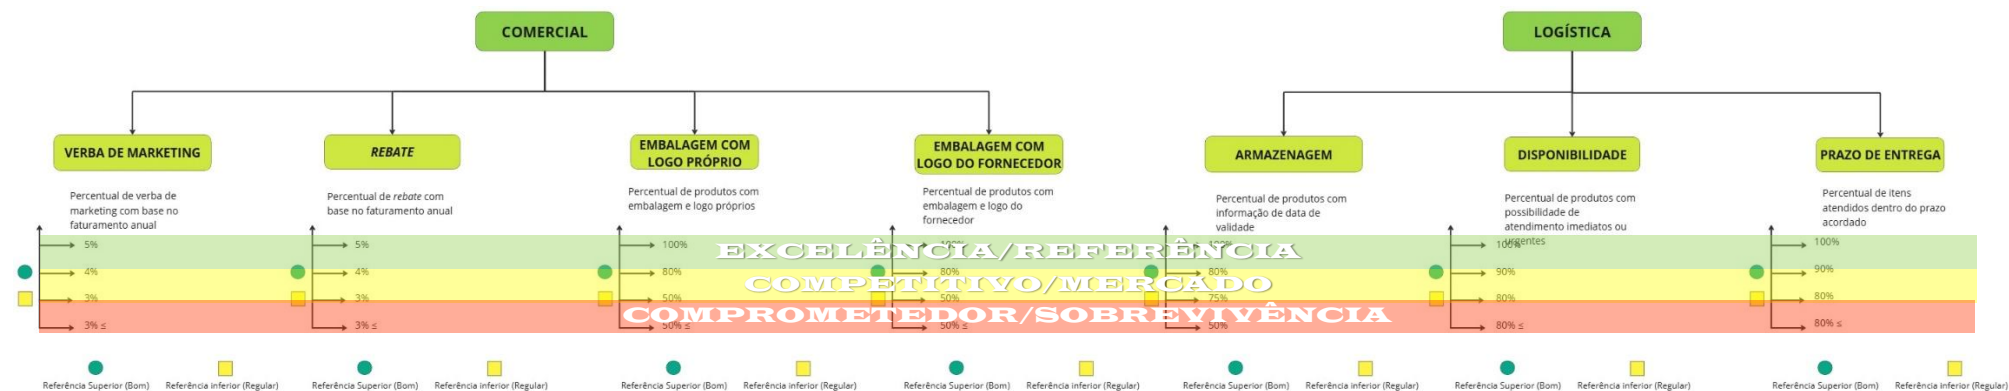 COMERCIAL
LOGÍSTICA
VERBA DE MARKETING
Percentual de verba de
marketing com base no
faturamento anual
5%
4%
3%
3% ≤
REBATE
Percentual de rebate com
base no faturamento anual
5%
4%
3%
3% ≤
EMBALAGEM COM
LOGO PRÓPRIO
Percentual de produtos com
embalagem e logo próprios
100%
80%
50%
50% ≤
EMBALAGEM COM
LOGO DO FORNECEDOR
Percentual de produtos com
embalagem e logo do
fornecedor
100%
80%
50%
50% ≤
ARMAZENAGEM
Percentual de produtos com
informação de data de
validade
100%
80%
75%
50%
DISPONIBILIDADE
Percentual de produtos com
possibilidade de
atendimento imediatos ou
urgentes
100%
90%
80%
80% ≤
PRAZO DE ENTREGA
Percentual de itens
atendidos dentro do prazo
acordado
100%
90%
80%
80% ≤
EXCELÊNCIA/REFERÊNCIA
COMPETITIVO/MERCADO
COMPROMETEDOR/SOBREVIVÊNCIA
Referência Superior (Bom)
Referência inferior (Regular)
Referência Superior (Bom)
Referência inferior (Regular)
Referência Superior (Bom)
Referência inferior (Regular)
Referência Superior (Bom)
Referência inferior (Regular)
Referência Superior (Bom)
Referência inferior (Regular)
Referência Superior (Bom)
Referência inferior (Regular)
Referência Superior (Bom)
Referência inferior (Regular)